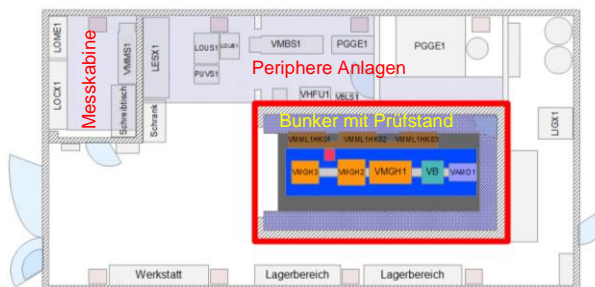 LOME1
LOCX1
Messkabine
VMMS1
Schreibtisch
LESX1
Schrank
LOUS1
LOUB1
PUVS1
VMBS1
PGGE1
PGGE1
Periphere Anlagen
VHFU1
VBLS1
LIGX1
Bunker mit Prüfstand
VMML1HK01
VMML1HK02
VMML1HK03
VMGH3
VMGH2
VMGH1
VB
VAMO1
Werkstatt
Lagerbereich
Lagerbereich